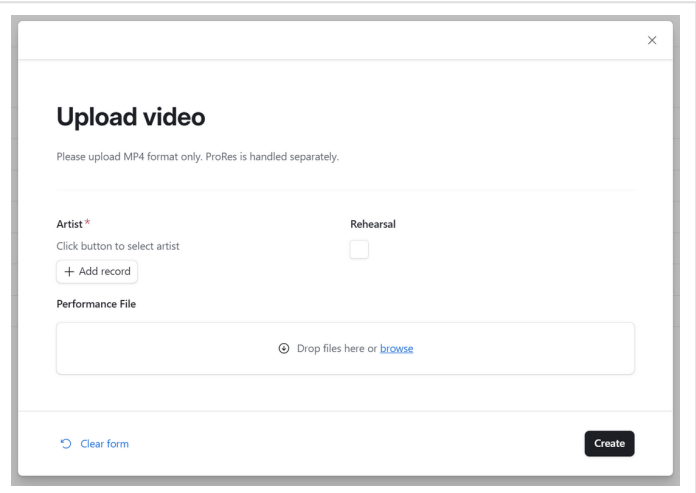 Upload video
Please upload MP4 format only. ProRes is handled separately.
Artist *
Rehearsal
Click button to select artist
+ Add record
Performance File
Drop files here or browse
Clear form
Create